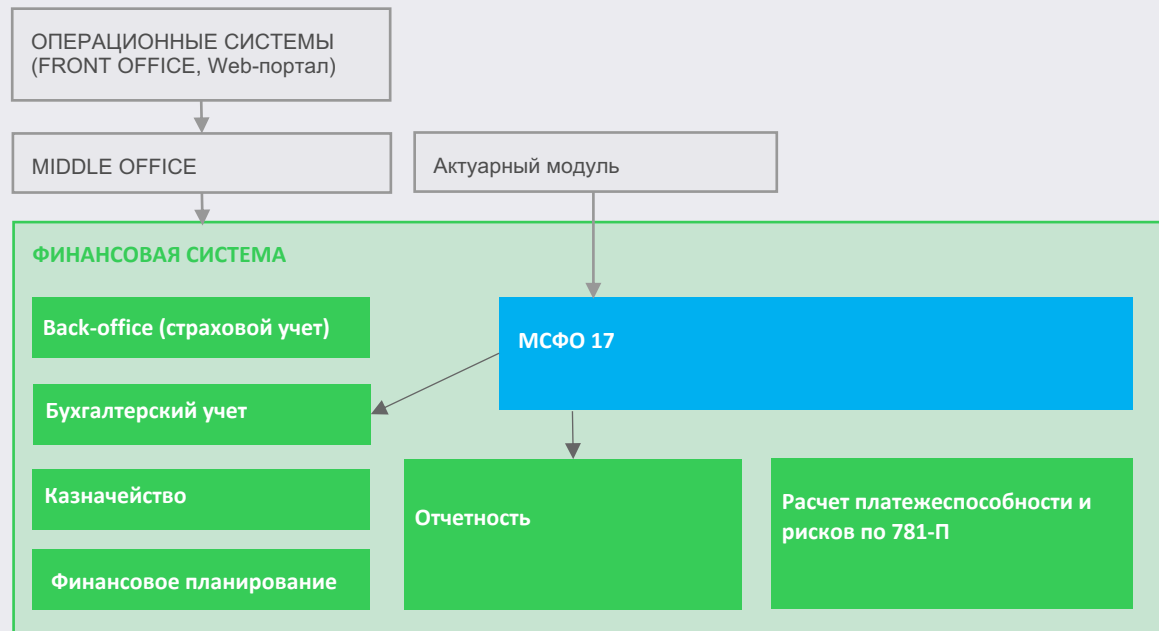 ОПЕРАЦИОННЫЕ СИСТЕМЫ
(FRONT OFFICE, Web-портал)
MIDDLE OFFICE
Актуарный модуль
ФИНАНСОВАЯ СИСТЕМА
Back-office (страховой учет)
МСФО 17
Бухгалтерский учет
Казначейство
Отчетность
Расчет платежеспособности и
рисков по 781-П
Финансовое планирование